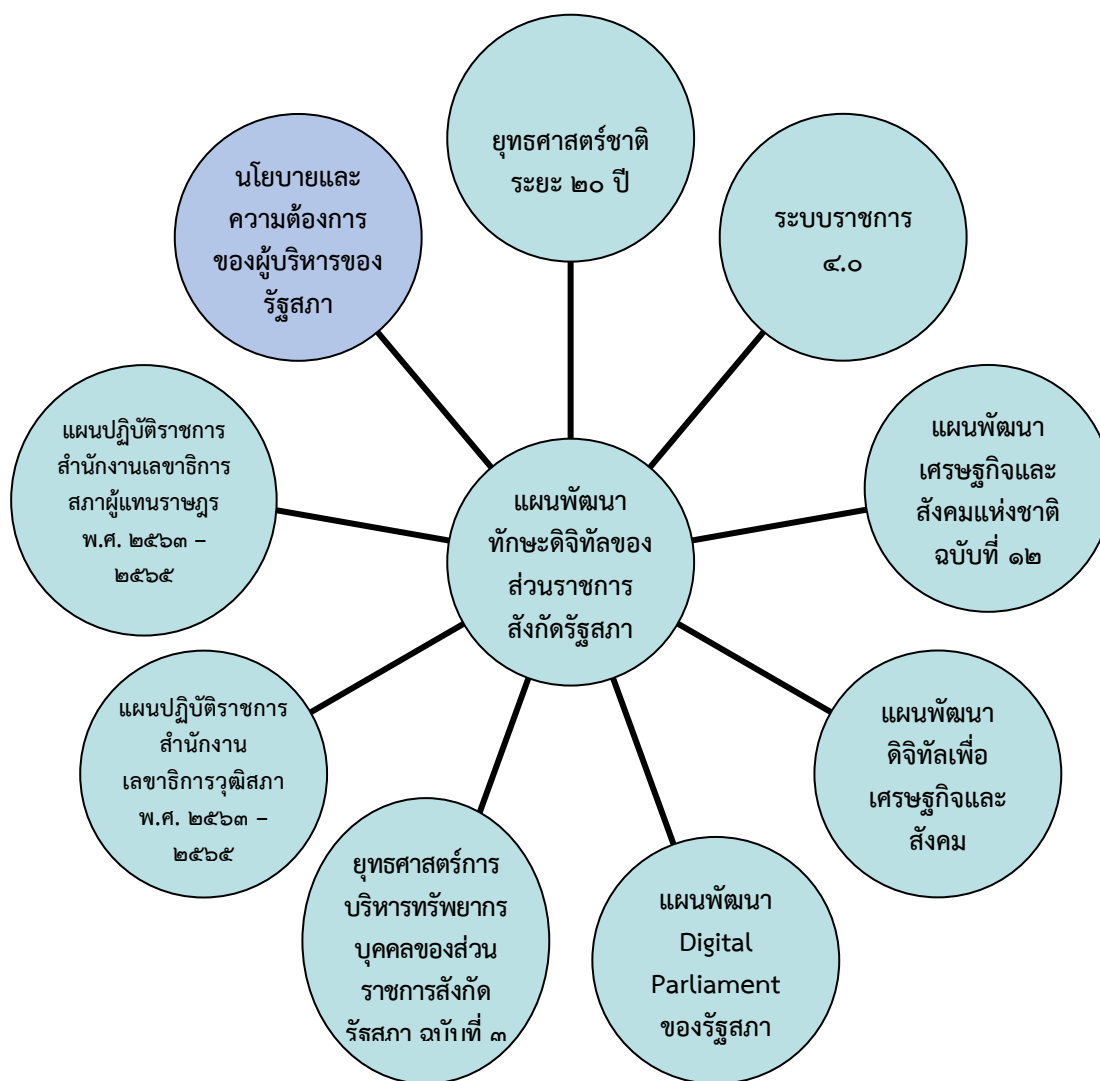 ยุทธศาสตร์ชาติ
ระยะ ๒๐ ปี
ระบบราชการ
๔.๐
แผนพัฒนา
เศรษฐกิจและ
สังคมแห่งชาติ
ฉบับที่ ๑๒
แผนพัฒนา
ดิจิทัลเพื่อ
เศรษฐกิจและ
สังคม
แผนพัฒนา
Digital
Parliament
ของรัฐสภา
ยุทธศาสตร์การ
บริหารทรัพยากร
บุคคลของส่วน
ราชการสังกัด
รัฐสภา ฉบับที่ ๓
แผนปฏิบัติราชการ
สำนักงาน
เลขาธิการวุฒิสภา
พ.ศ. ๒๕๖๓ –
๒๕๖๕
แผนปฏิบัติราชการ
สำนักงานเลขาธิการ
สภาผู้แทนราษฎร
พ.ศ. ๒๕๖๓ –
๒๕๖๕
นโยบายและ
ความต้องการ
ของผู้บริหารของ
รัฐสภา
แผนพัฒนา
ทักษะดิจิทัลของ
ส่วนราชการ
สังกัดรัฐสภา